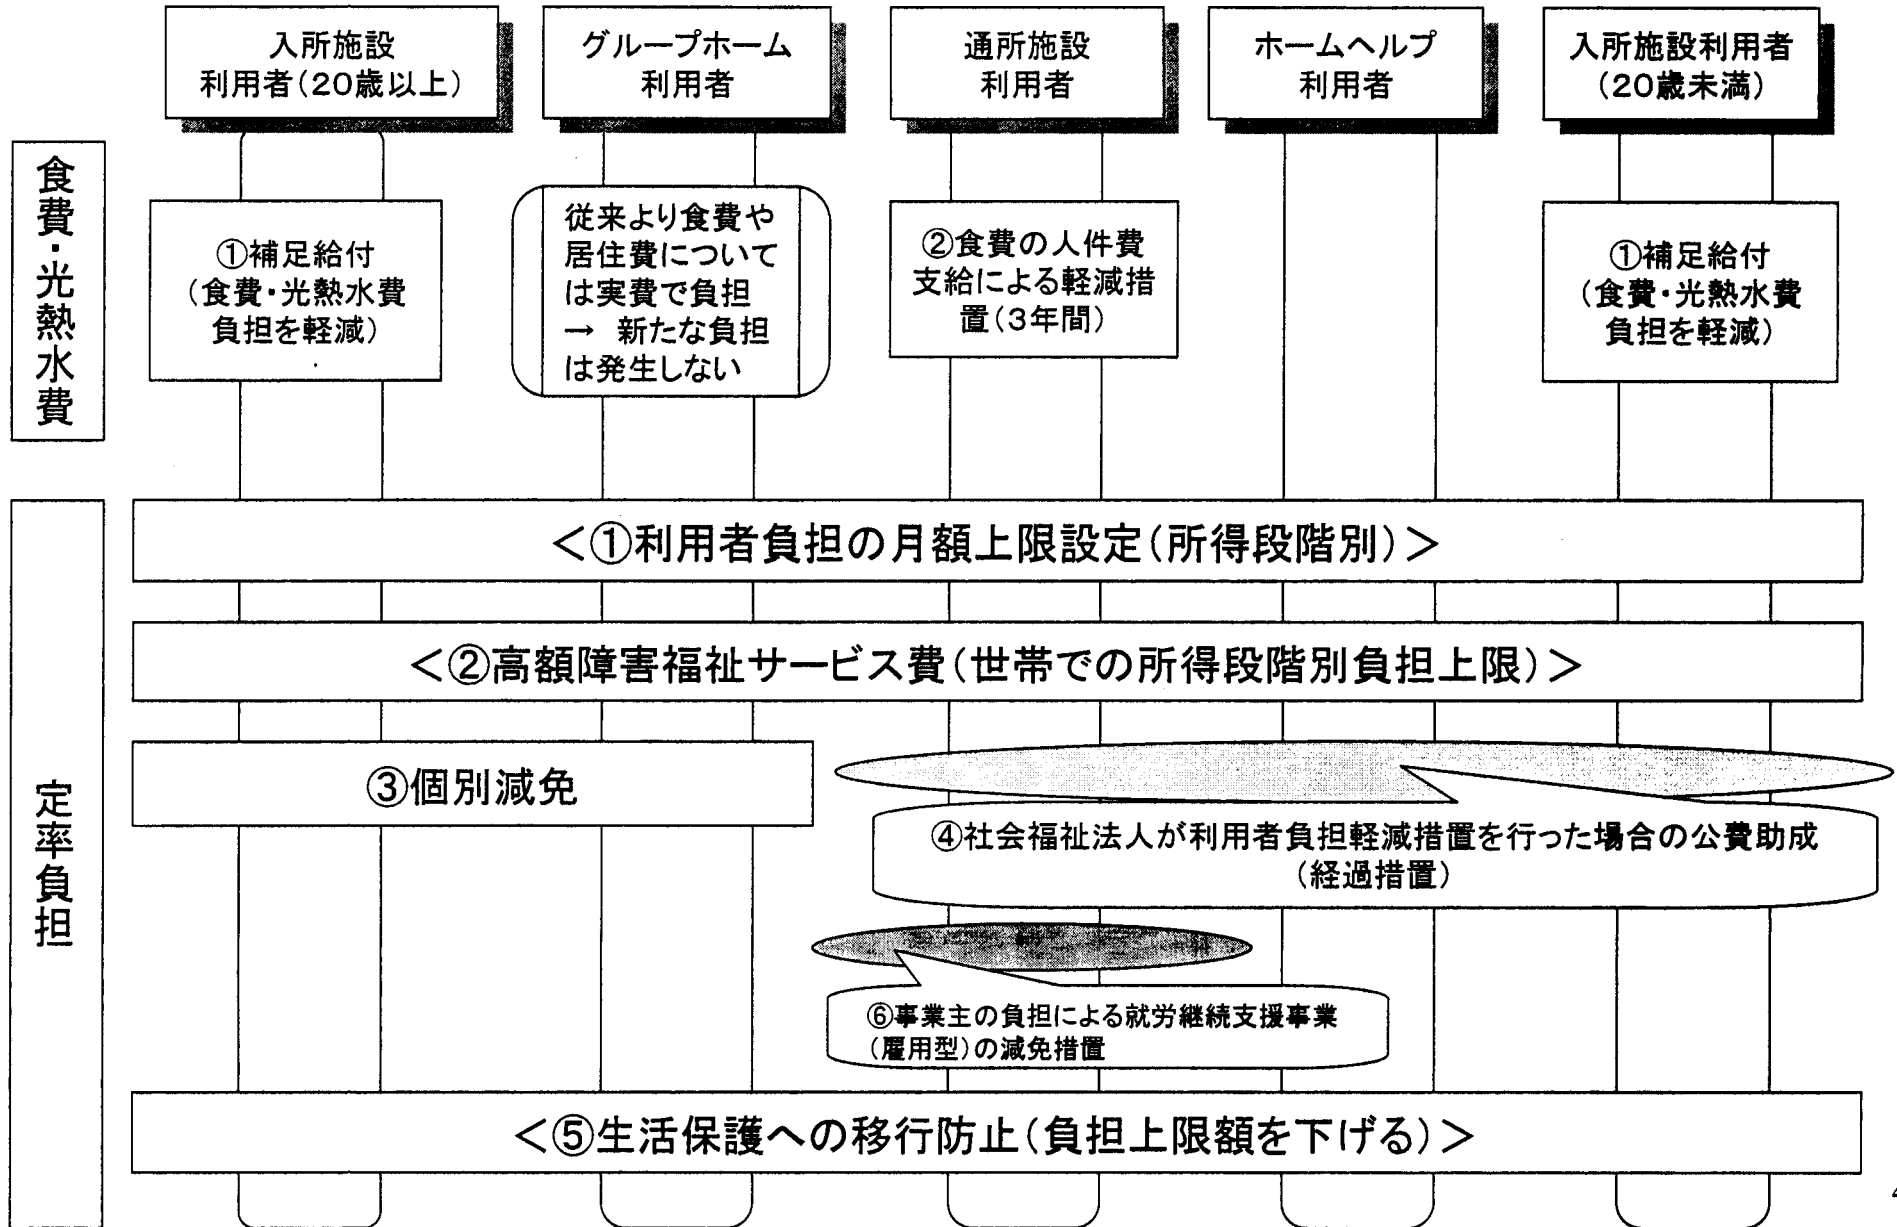 入所施設
利用者(20歳以上)
グループホーム
利用者
通所施設
利用者
ホームヘルプ
利用者
入所施設利用者
(20歳未満)
食費・光熱水費
①補足給付
(食費・光熱水費
負担を軽減)
従来より食費や
居住費について
は実費で負担
→ 新たな負担
は発生しない
②食費の人件費
支給による軽減措
置(3年間)
①補足給付
(食費・光熱水費
負担を軽減)
定率負担
<①利用者負担の月額上限設定(所得段階別)>
<②高額障害福祉サービス費(世帯での所得段階別負担上限)>
③個別減免
④社会福祉法人が利用者負担軽減措置を行った場合の公費助成
(経過措置)
⑥事業主の負担による就労継続支援事業
(雇用型)の減免措置
<⑤生活保護への移行防止(負担上限額を下げる)>
4